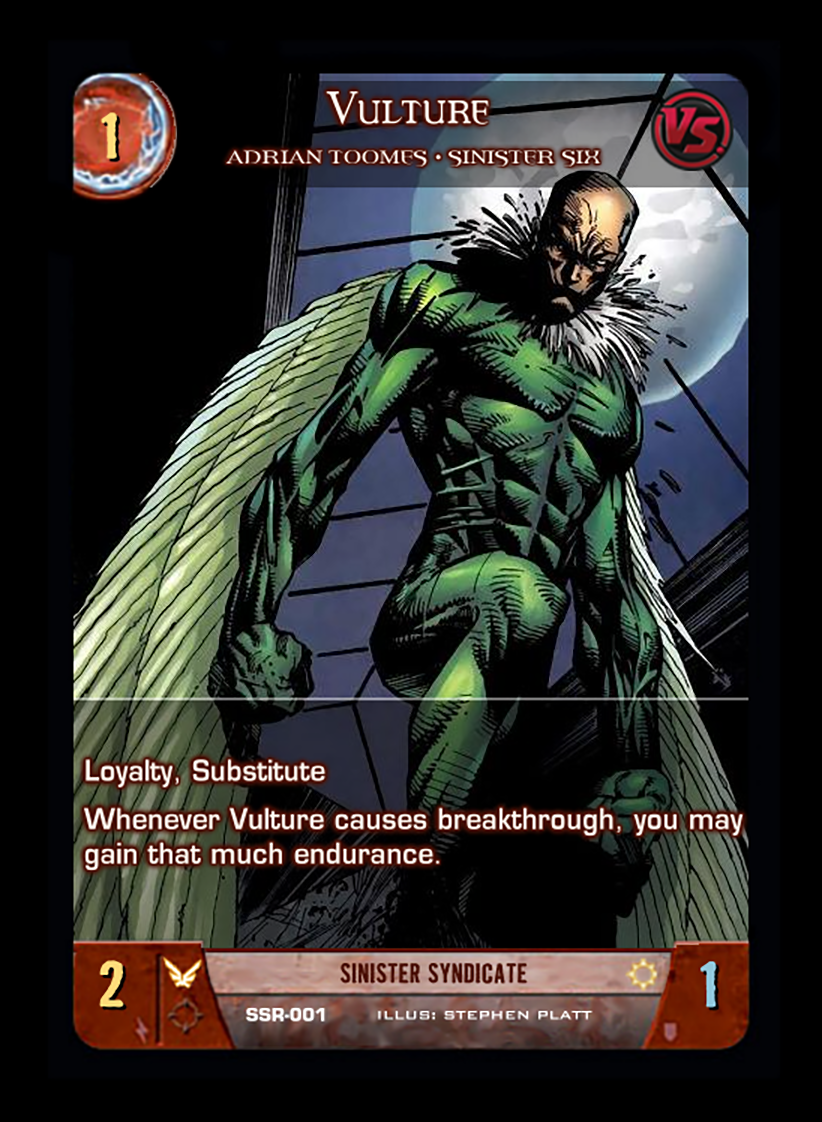 1
VULTURE
VS.
ADRIAN TOOMES • SINISTER SIX
Loyalty, Substitute
Whenever Vulture causes breakthrough, you may
gain that much endurance.
2
SINISTER SYNDICATE
1
SSR-001 ILLUS: STEPHEN PLATT